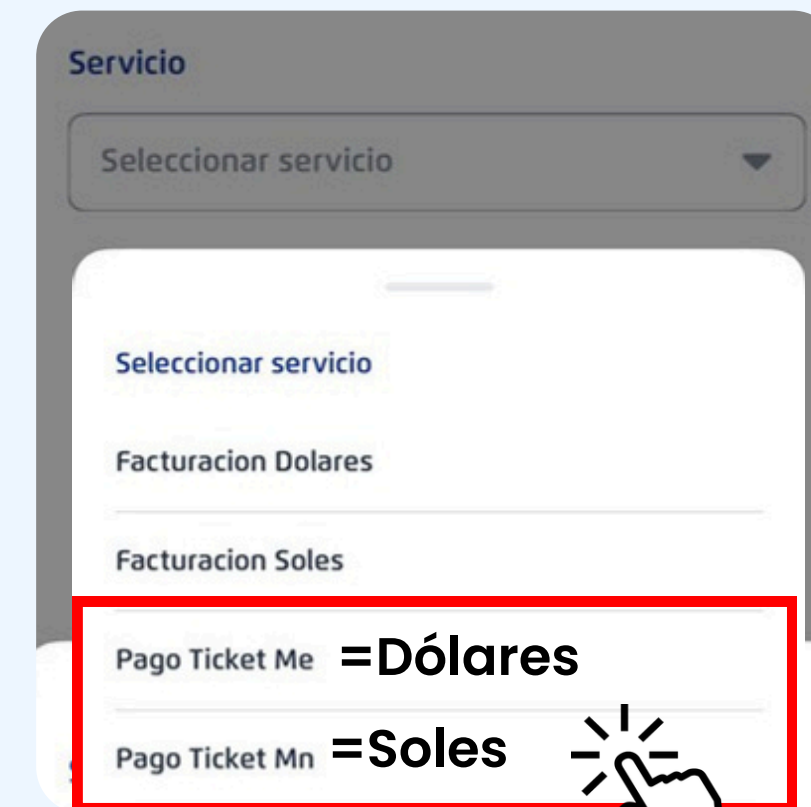 Servicio
Seleccionar servicio
Seleccionar servicio
Facturacion Dolares
Facturacion Soles
Pago Ticket Me =Dólares
Pago Ticket Mn =Soles